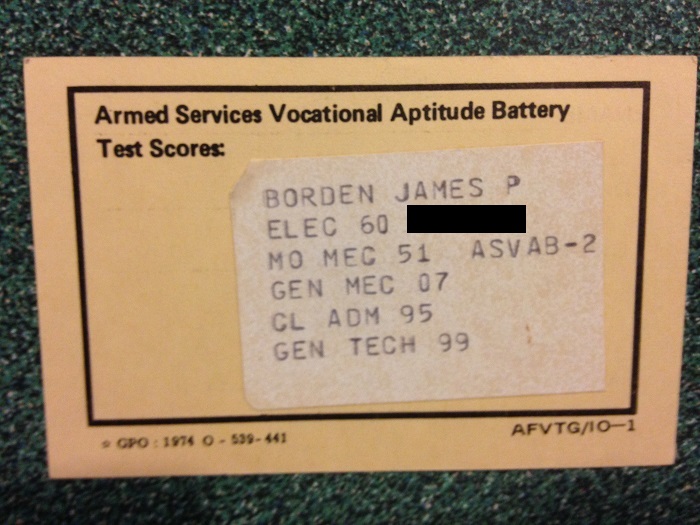 Armed Services Vocational Aptitude Battery
Test Scores:
BORDEN JAMES P
ELEC 60
MO MEC 51 ASVAB-2
GEN MEC 07
CL ADM 95
GEN TECH 99
☆ GPO : 1974 O - 539-441
AFVTG/IO—1